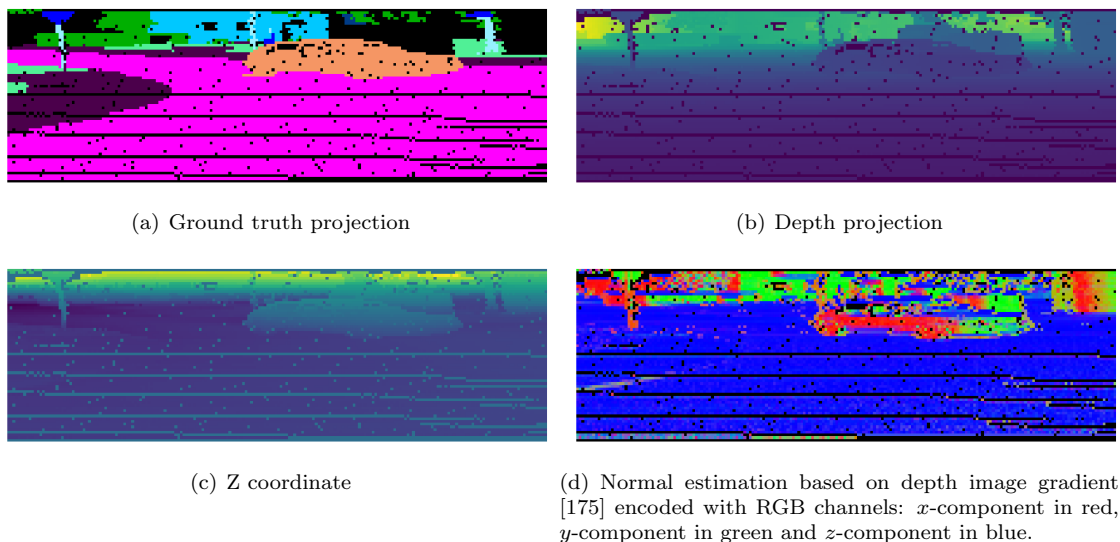 (a) Ground truth projection
(b) Depth projection
(c) Z coordinate
(d) Normal estimation based on depth image gradient
[175] encoded with RGB channels: x-component in red,
y-component in green and z-component in blue.